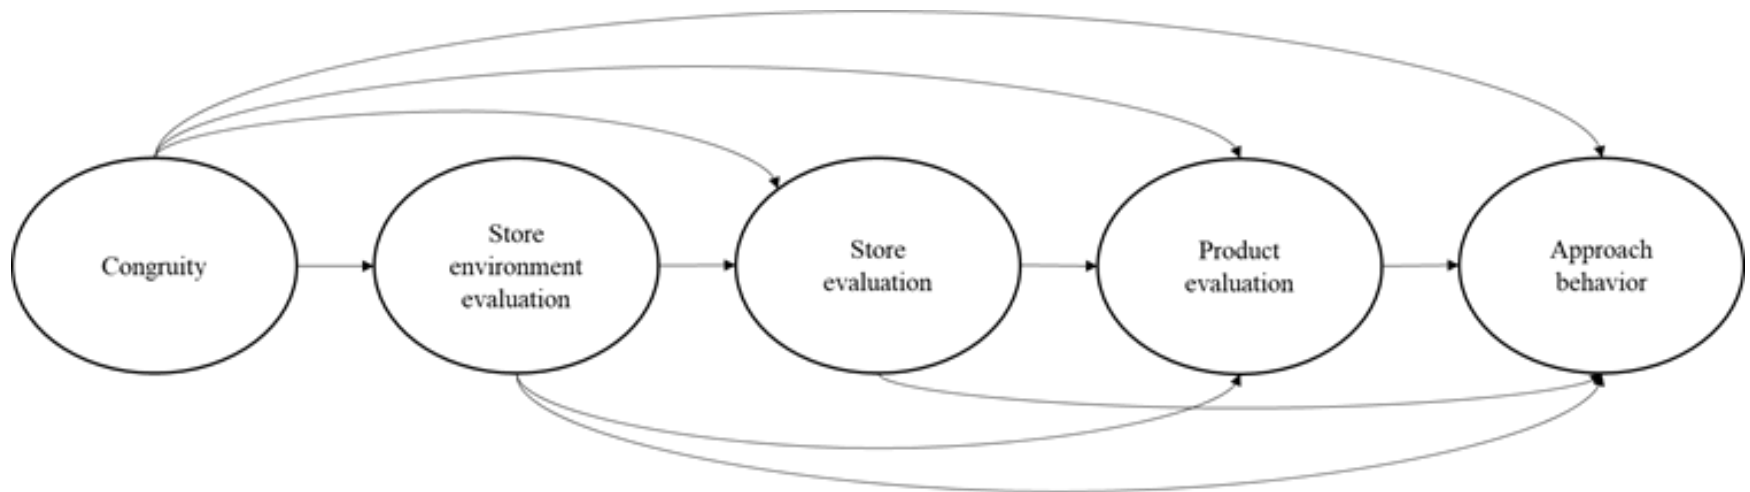 Congruity
Store
environment
evaluation
Store
evaluation
Product
evaluation
Approach
behavior